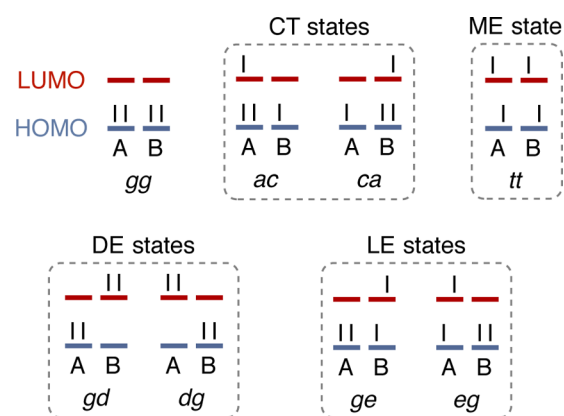 CT states
ME state
LUMO
HOMO
A B
A B
A B
A B
gg
ac
ca
tt
DE states
LE states
A B
A B
A B
A B
gd
dg
ge
eg